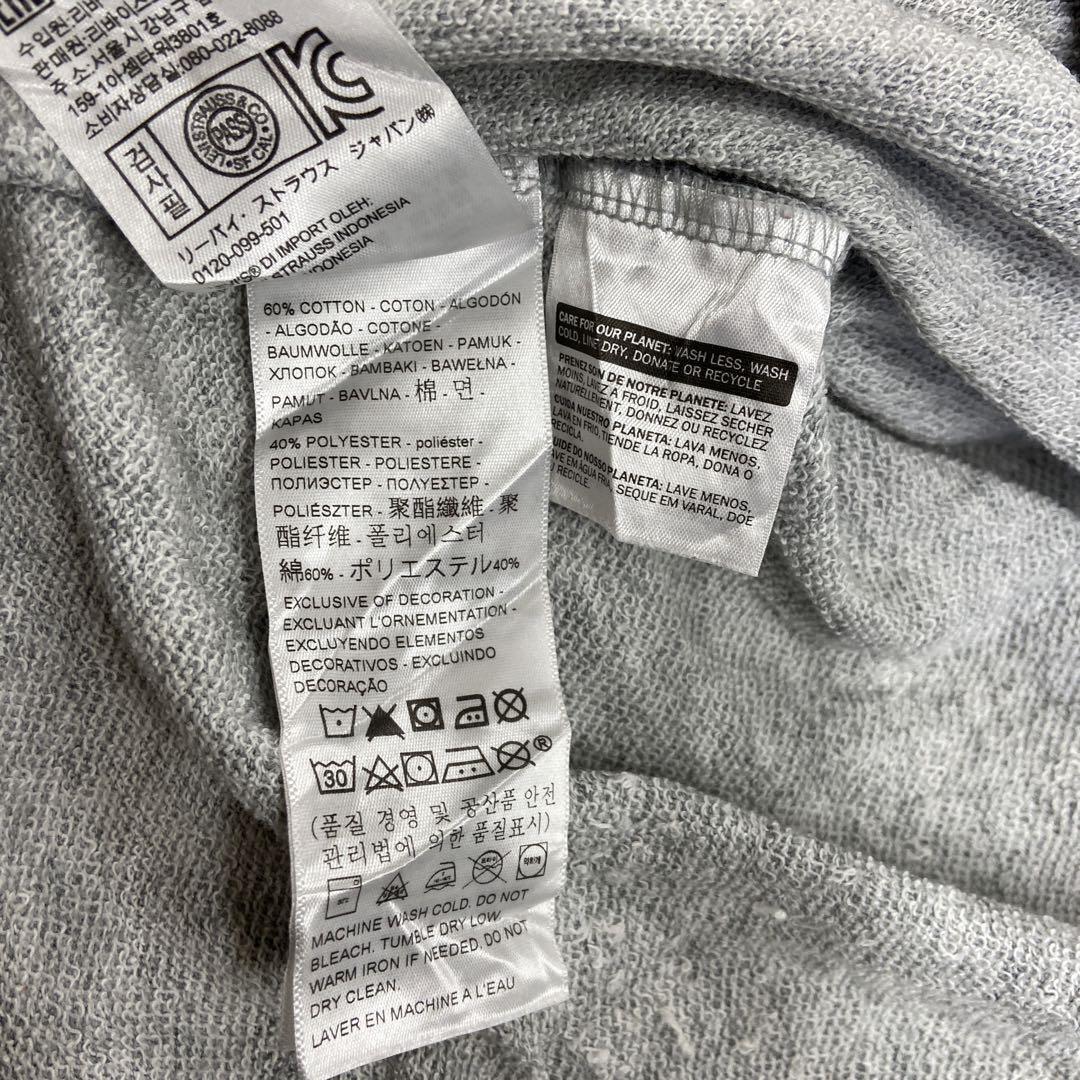 수입원:리바
판매원:리바이스
주 소:서울시 강남구
159-10아셈타워3801호
소비자상담실:080-022-8088
검사필
LEVI STRAUSS & CO
PASS
SF CAL.
リーバイ・ストラウス ジャパン㈱
0120-099-501
DI IMPORT OLEH:
STRAUSS INDONESIA
60% COTTON - COTON - ALGODÓN
- ALGODÃO - COTONE -
BAUMWOLLE - KATOEN - PAMUK -
ХЛОПОК - BAMBAKI - BAWEŁNA -
PAMUT - BAVLNA - 棉 - 면 -
KAPAS
40% POLYESTER - poliéster -
POLIESTER - POLIESTERE -
ПОЛИЭСТЕР - ΠΟΛΥΕΣΤΕΡ -
POLIÉSZTER - 聚酯纖維 - 聚
酯纤维 - 폴리에스터
綿60% - ポリエステル40%
EXCLUSIVE OF DECORATION -
EXCLUANT L'ORNEMENTATION -
EXCLUYENDO ELEMENTOS
DECORATIVOS - EXCLUINDO
DECORAÇÃO
30
®
(품질 경영 및 공산품 안전
관리법에 의한 품질표시)
MACHINE WASH COLD. DO NOT
BLEACH. TUMBLE DRY LOW.
WARM IRON IF NEEDED. DO NOT
DRY CLEAN.
LAVER EN MACHINE A L'EAU
CARE FOR OUR PLANET: WASH LESS, WASH
COLD, LINE DRY, DONATE OR RECYCLE
PRENEZ SOIN DE NOTRE PLANETE: LAVEZ
MOINS, LAVEZ A FROID, LAISSEZ SECHER
NATURELLEMENT, DONNEZ OU RECYCLEZ
CUIDA NUESTRO PLANETA: LAVA MENOS,
LAVA EN FRIO, TIENDE LA ROPA, DONA O
RECICLA.
DO NOSSO PLANETA: LAVE MENOS,
EM AGUA FRIA, SEQUE EM VARAL, DOE
RECICLE.